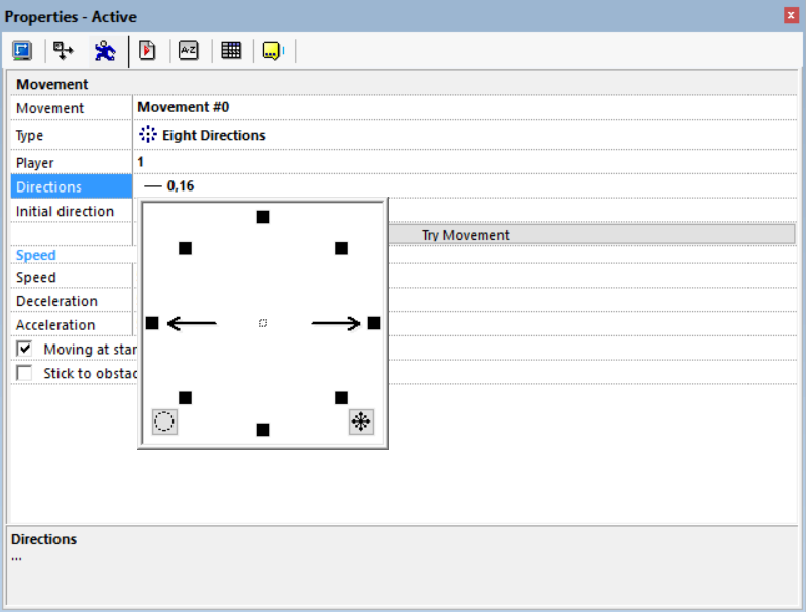 Properties - Active
x
A-Z
Movement
Movement Movement #0
Type Eight Directions
Player 1
Directions 0,16
Initial direction
Try Movement
Speed
Speed
Deceleration
Acceleration
Moving at star
Stick to obstac
Directions
...